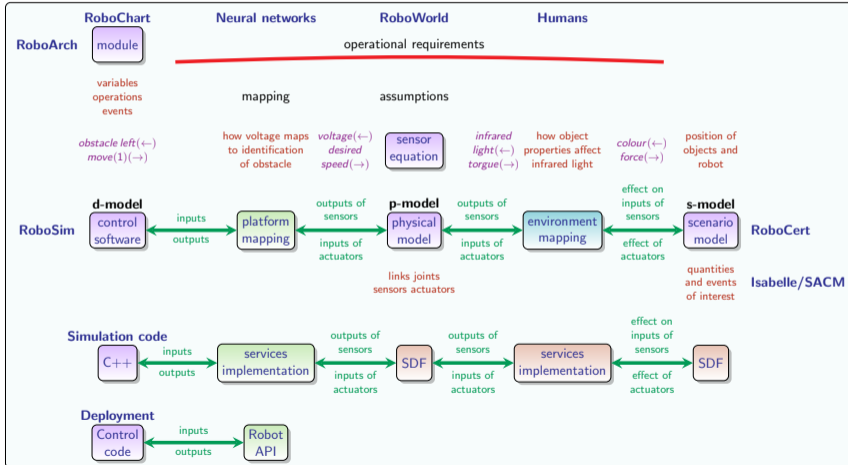 RoboChart Neural networks RoboWorld Humans
RoboArch module operational requirements
variables
operations
events
mapping assumptions
obstacle left(←)
move(1)(→)
how voltage maps
to identification
of obstacle
voltage(←)
desired
speed(→)
sensor
equation
infrared
light(←)
torgue(→)
how object
properties affect
infrared light
colour(←)
force(→)
position of
objects and
robot
d-model p-model s-model
RoboSim
control
software
inputs
outputs
platform
mapping
outputs of
sensors
inputs of
actuators
physical
model
outputs of
sensors
inputs of
actuators
environment
mapping
effect on
inputs of
sensors
effect of
actuators
scenario
model
RoboCert
links joints
sensors actuators
quantities
and events
of interest
Isabelle/SACM
Simulation code
C++
inputs
outputs
services
implementation
outputs of
sensors
inputs of
actuators
SDF
outputs of
sensors
inputs of
actuators
services
implementation
effect on
inputs of
sensors
effect of
actuators
SDF
Deployment
Control
code
inputs
outputs
Robot
API